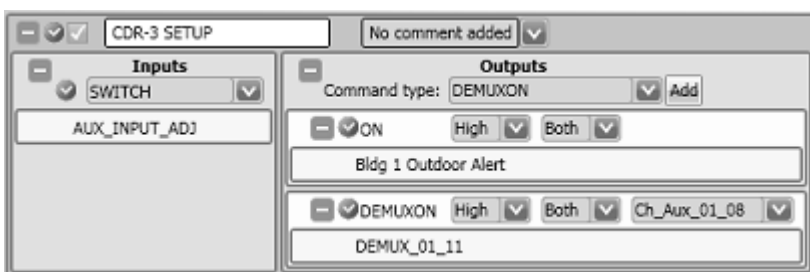 CDR-3 SETUP No comment added
Inputs
SWITCH
AUX_INPUT_ADJ
Outputs
Command type: DEMUXON Add
ON High Both
Bldg 1 Outdoor Alert
DEMUXON High Both Ch_Aux_01_08
DEMUX_01_11